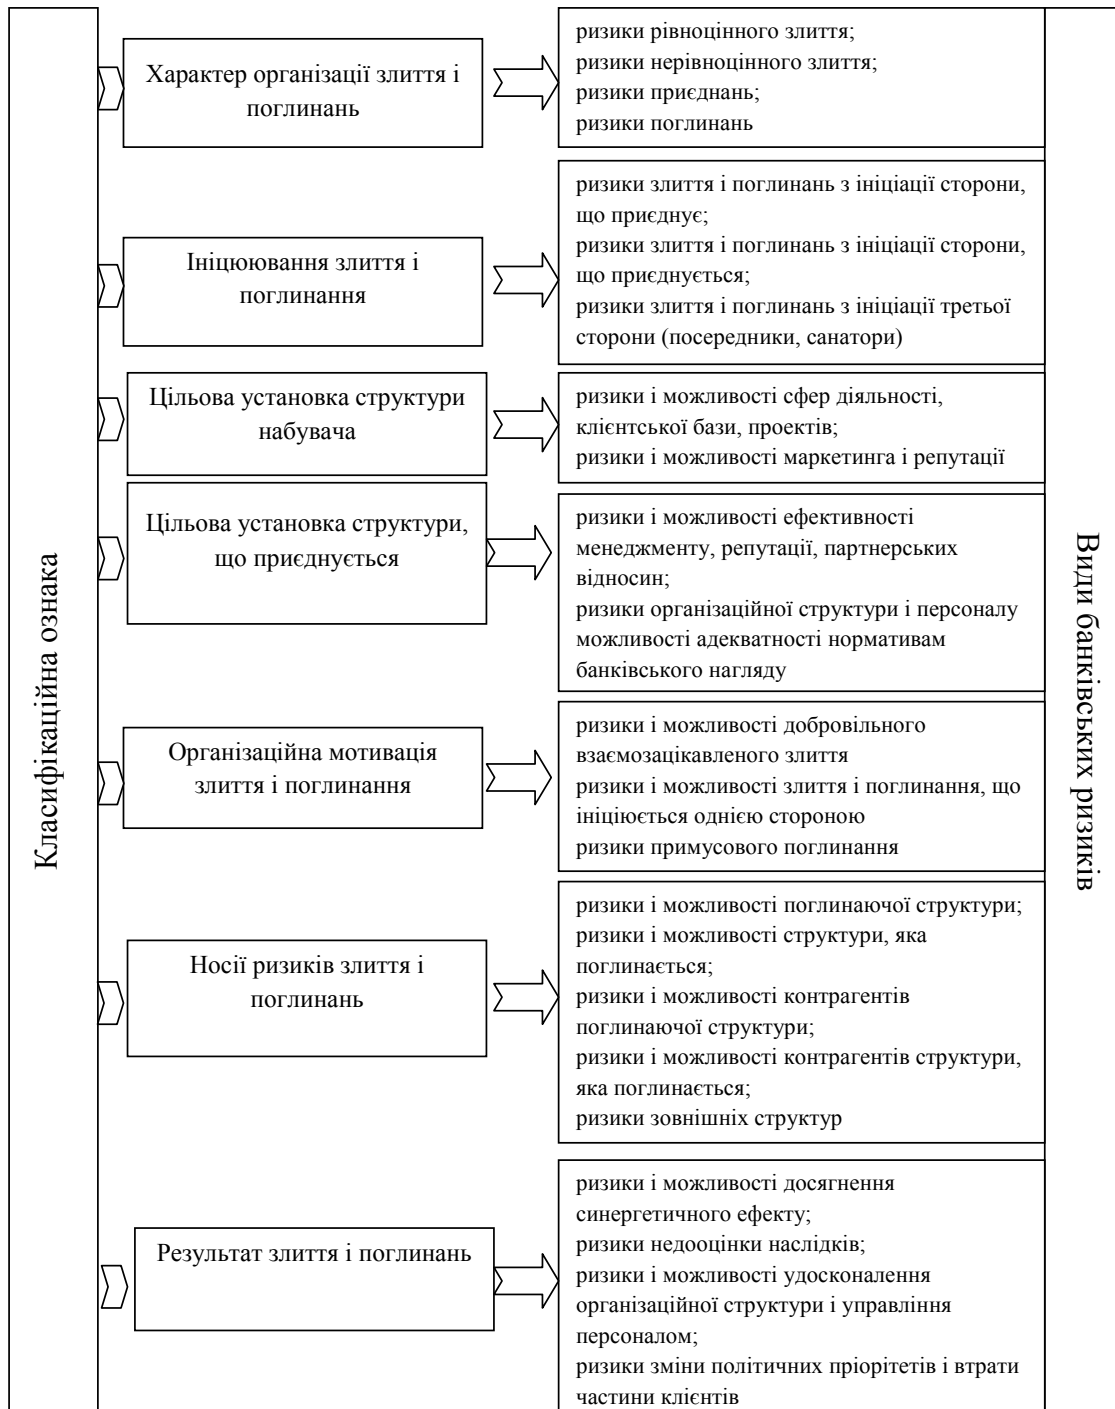 Класифікаційна ознака
Характер організації злиття і
поглинань
ризики рівноцінного злиття;
ризики нерівноцінного злиття;
ризики приєднань;
ризики поглинань
Ініцюювання злиття і
поглинання
ризики злиття і поглинань з ініціації сторони,
що приєднує;
ризики злиття і поглинань з ініціації сторони,
що приєднується;
ризики злиття і поглинань з ініціації третьої
сторони (посередники, санатори)
Цільова установка структури
набувача
ризики і можливості сфер діяльності,
клієнтської бази, проектів;
ризики і можливості маркетинга і репутації
Цільова установка структури,
що приєднується
ризики і можливості ефективності
менеджменту, репутації, партнерських
відносин;
ризики організаційної структури і персоналу
можливості адекватності нормативам
банківського нагляду
Організаційна мотивація
злиття і поглинання
ризики і можливості добровільного
взаємозацікавленого злиття
ризики і можливості злиття і поглинання, що
ініціюється однією стороною
ризики примусового поглинання
Носії ризиків злиття і
поглинань
ризики і можливості поглинаючої структури;
ризики і можливості структури, яка
поглинається;
ризики і можливості контрагентів
поглинаючої структури;
ризики і можливості контрагентів структури,
яка поглинається;
ризики зовнішніх структур
Результат злиття і поглинань
ризики і можливості досягнення
синергетичного ефекту;
ризики недооцінки наслідків;
ризики і можливості удосконалення
організаційної структури і управління
персоналом;
ризики зміни політичних пріорітетів і втрати
частини клієнтів
Види банківських ризиків